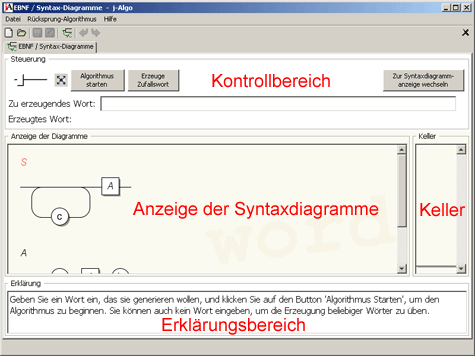 EBNF / Syntax-Diagramme - j-Algo
Datei Rücksprung-Algorithmus Hilfe
EBNF / Syntax-Diagramme
Steuerung
Algorithmus
starten
Erzeuge
Zufallswort
Kontrollbereich
Zur Syntaxdiagramm-
anzeige wechseln
Zu erzeugendes Wort:
Erzeugtes Wort:
Anzeige der Diagramme
Keller
S
A
C
Anzeige der Syntaxdiagramme
Keller
word
A
Erklärung
Geben Sie ein Wort ein, das sie generieren wollen, und klicken Sie auf den Button 'Algorithmus Starten', um den
Algorithmus zu beginnen. Sie können auch kein Wort eingeben, um die Erzeugung beliebiger Wörter zu üben.
Erklärungsbereich